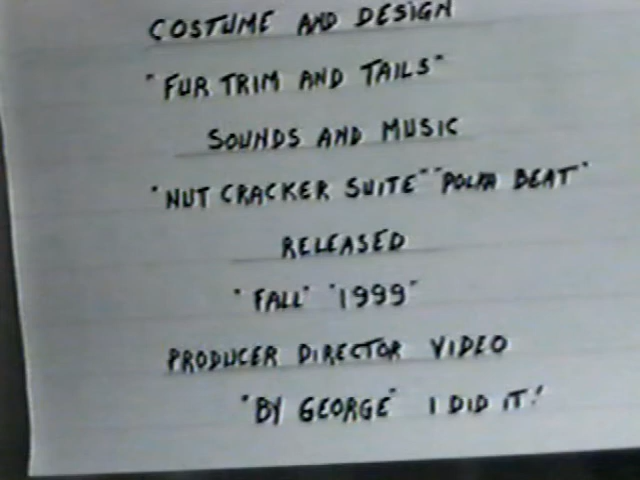 COSTUME AND DESIGN
"FUR TRIM AND TAILS"
SOUNDS AND MUSIC
"NUT CRACKER SUITE" "POLKA BEAT"
RELEASED
"FALL" "1999"
PRODUCER DIRECTOR VIDEO
"BY GEORGE" I DID IT!